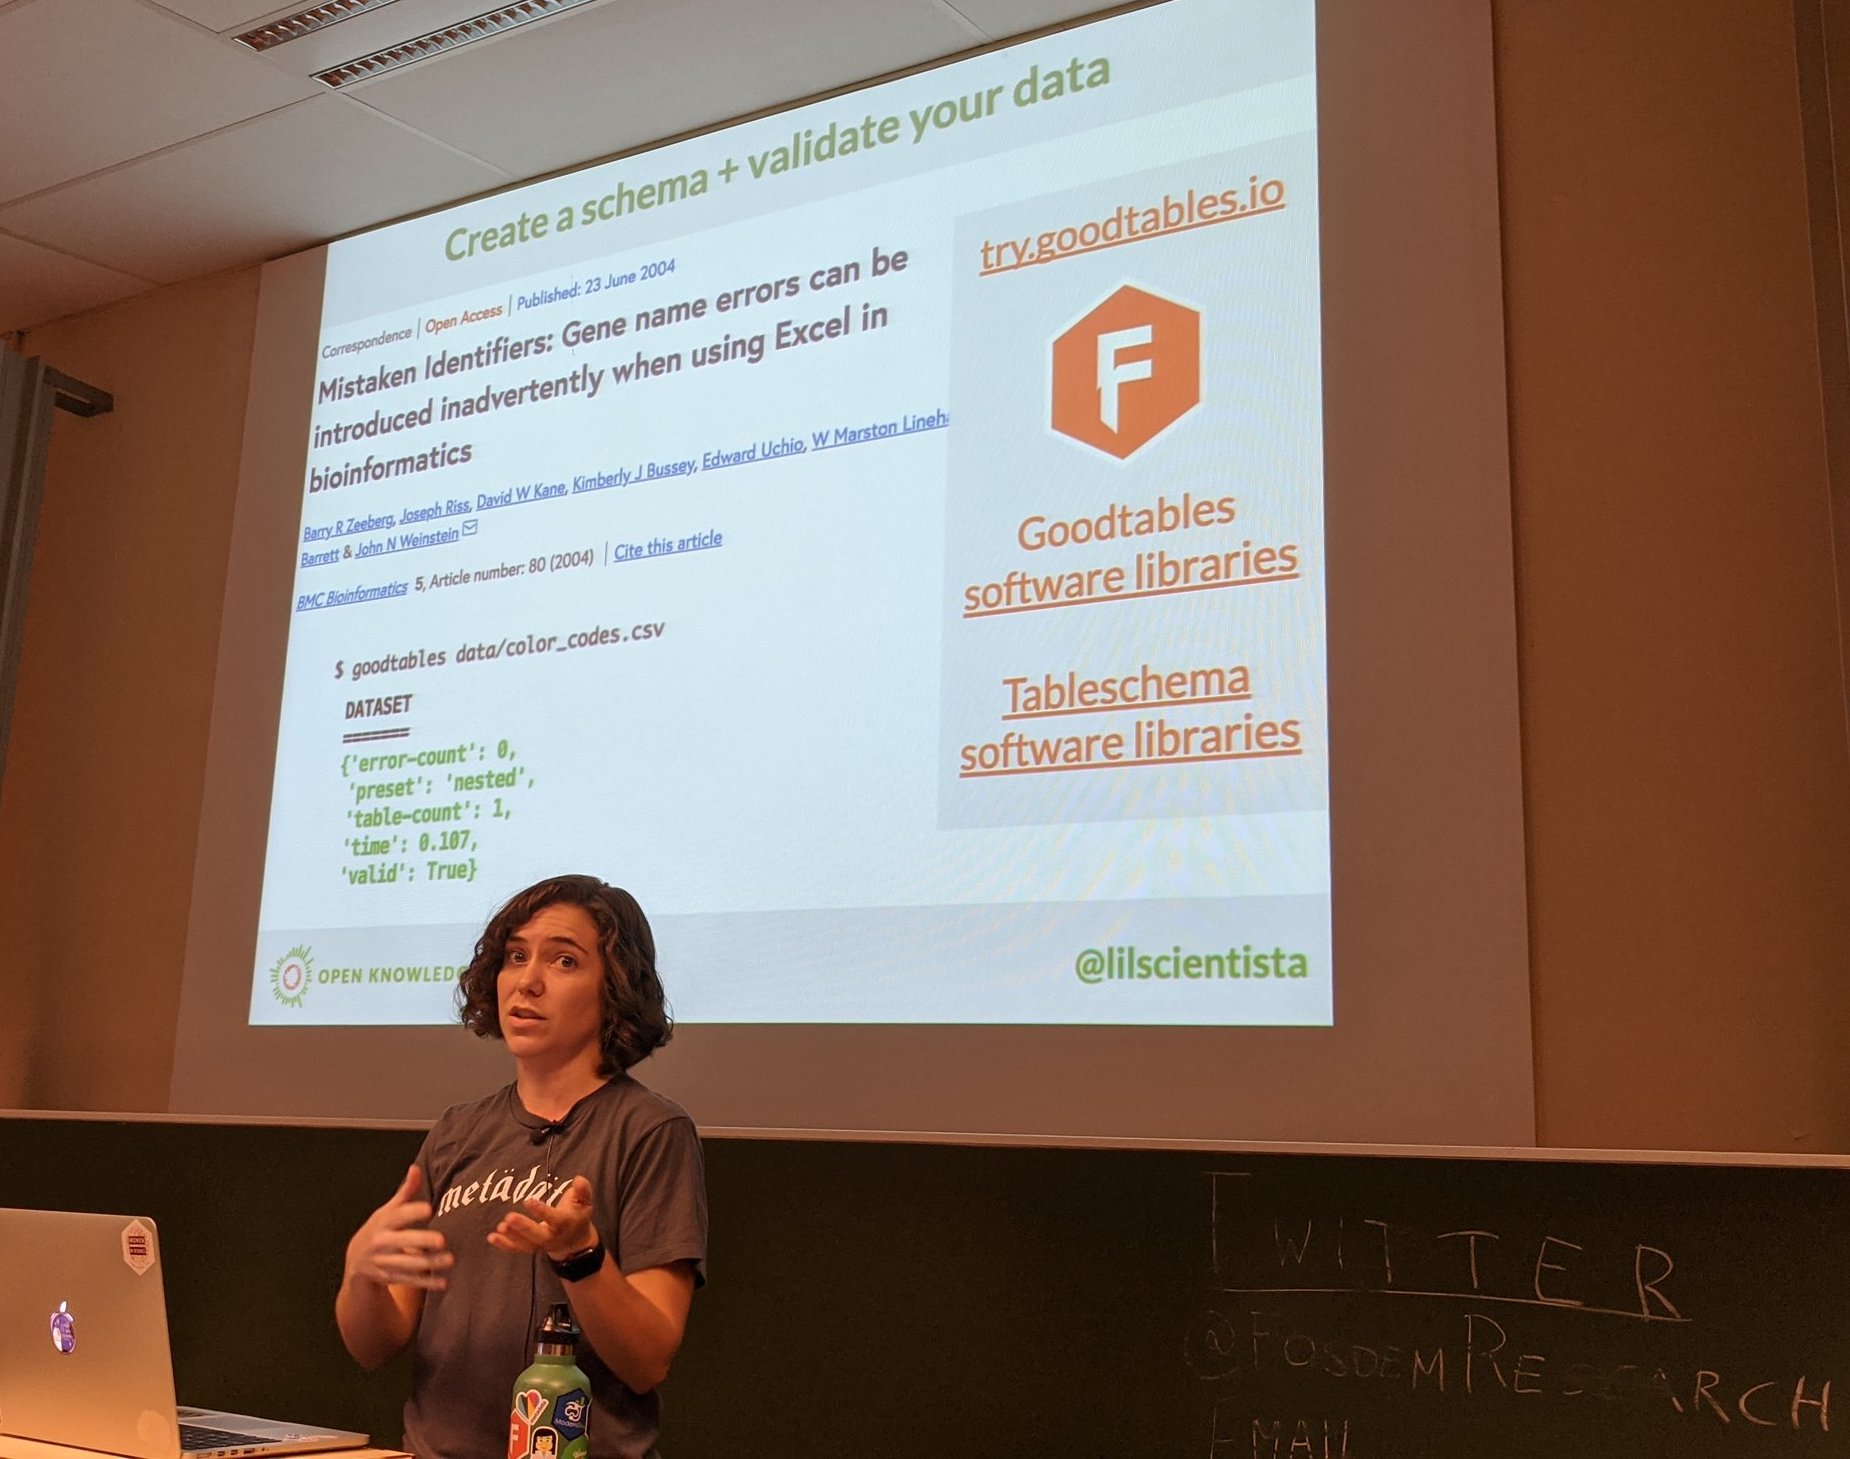 Create a schema + validate your data
Correspondence | Open Access | Published: 23 June 2004
Mistaken Identifiers: Gene name errors can be
introduced inadvertently when using Excel in
bioinformatics
Barry R Zeeberg, Joseph Riss, David W Kane, Kimberly J Bussey, Edward Uchio, W Marston Lineh
Barrett & John N Weinstein
BMC Bioinformatics 5, Article number: 80 (2004) | Cite this article
$ goodtables data/color_codes.csv
DATASET
=======
{'error-count': 0,
'preset': 'nested',
'table-count': 1,
'time': 0.107,
'valid': True}
try.goodtables.io
F
Goodtables
software libraries
Tableschema
software libraries
OPEN KNOWLED
@lilscientista
metädät
TWITTER
@FOSDEMRESEARCH
EMAIL
F